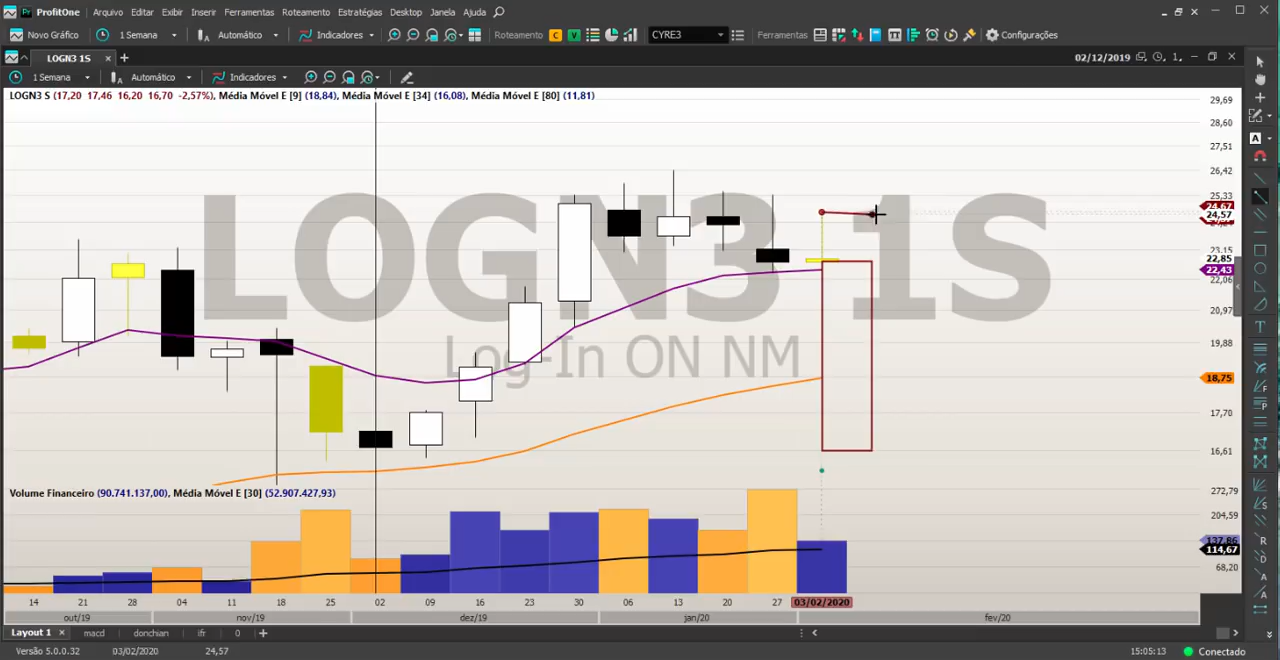 ProfitOne Arquivo Editar Exibir Inserir Ferramentas Roteamento Estratégias Desktop Janela Ajuda
Novo Gráfico 1 Semana Automático Indicadores Roteamento C V CYRE3 Ferramentas Configurações
LOGN3 1S 02/12/2019 1
1 Semana Automático Indicadores
LOGN3 S (17,20 17,46 16,20 16,70 -2,57%), Média Móvel E [9] (18,84), Média Móvel E [34] (16,08), Média Móvel E [80] (11,81)
29,69
28,60
27,51
26,42
25,33
24,67
24,57
23,15
22,85
22,43
22,06
20,97
19,88
18,75
17,70
16,61
LOGN3 1S
Log-In ON NM
Volume Financeiro (90.741.137,00), Média Móvel E [30] (52.907.427,93)
272,79
204,59
137,86
114,67
68,20
14 21 28 04 11 18 25 02 09 16 23 30 06 13 20 27 03/02/2020
out/19 nov/19 dez/19 jan/20 fev/20
Layout 1 macd donchian ifr 0
Versão 5.0.0.32 03/02/2020 24,57 15:05:13 Conectado